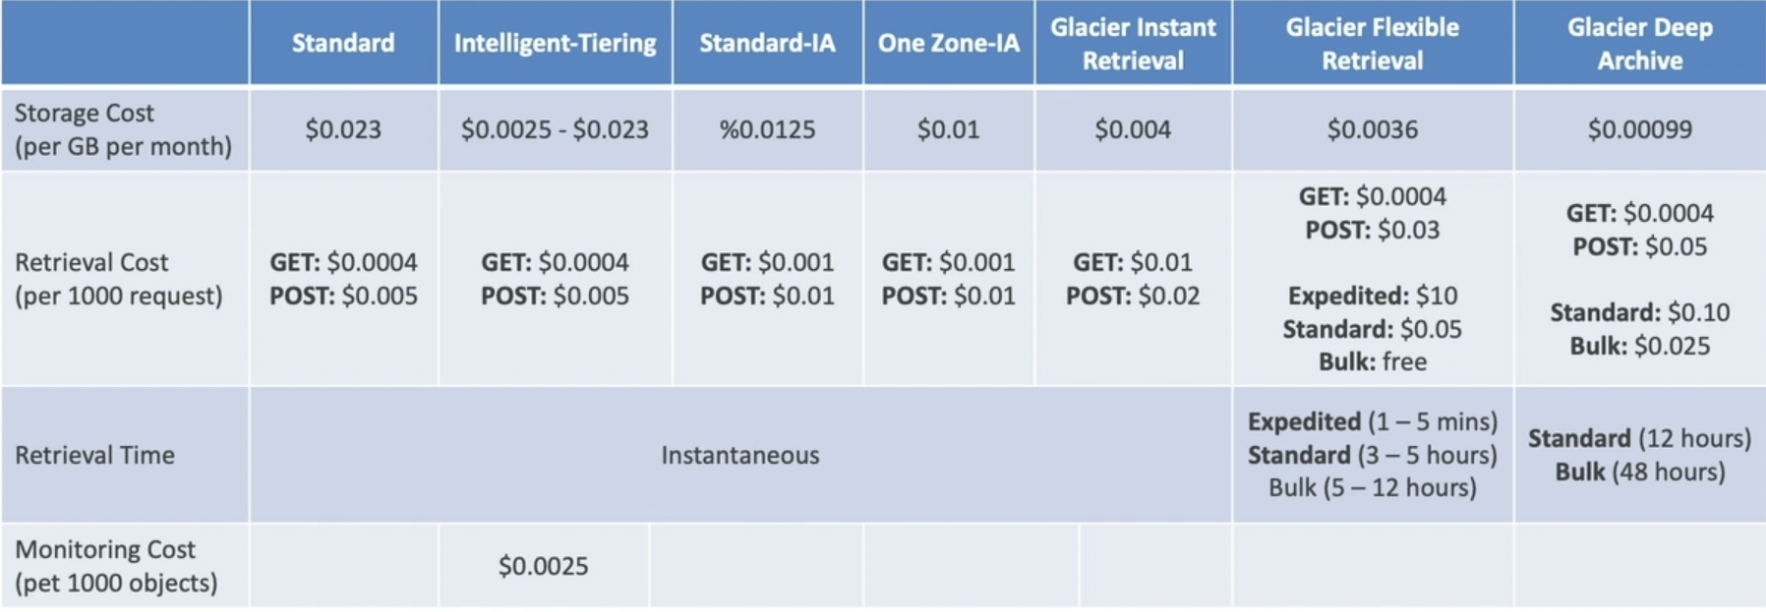 Standard
Intelligent-Tiering
Standard-IA
One Zone-IA
Glacier Instant
Retrieval
Glacier Flexible
Retrieval
Glacier Deep
Archive
Storage Cost
(per GB per month)
$0.023
$0.0025 - $0.023
%0.0125
$0.01
$0.004
$0.0036
$0.00099
Retrieval Cost
(per 1000 request)
GET: $0.0004
POST: $0.005
GET: $0.0004
POST: $0.005
GET: $0.001
POST: $0.01
GET: $0.001
POST: $0.01
GET: $0.01
POST: $0.02
GET: $0.0004
POST: $0.03
Expedited: $10
Standard: $0.05
Bulk: free
GET: $0.0004
POST: $0.05
Standard: $0.10
Bulk: $0.025
Retrieval Time
Instantaneous
Expedited (1 – 5 mins)
Standard (3 – 5 hours)
Bulk (5 – 12 hours)
Standard (12 hours)
Bulk (48 hours)
Monitoring Cost
(pet 1000 objects)
$0.0025